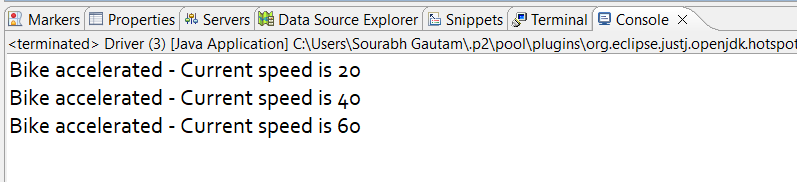 Markers Properties Servers Data Source Explorer Snippets Terminal Console
<terminated> Driver (3) [Java Application] C:\Users\Sourabh Gautam\.p2\pool\plugins\org.eclipse.justj.openjdk.hotspot
Bike accelerated - Current speed is 20
Bike accelerated - Current speed is 40
Bike accelerated - Current speed is 60